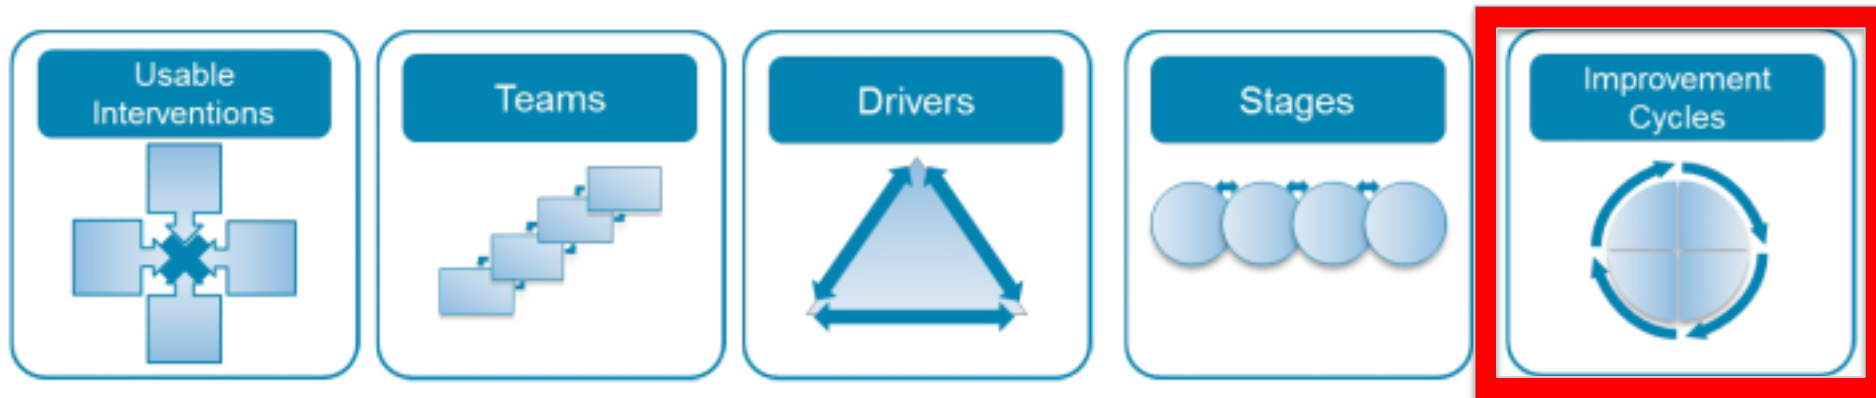 Usable
Interventions
Teams
Drivers
Stages
Improvement
Cycles